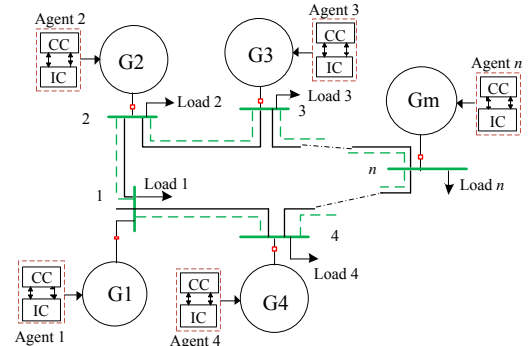 Agent 2
CC
IC
G2
2
Load 2
Agent 3
CC
IC
G3
3
Load 3
Agent n
CC
IC
Gm
n
Load n
1
Load 1
CC
IC
Agent 1
G1
CC
IC
Agent 4
G4
4
Load 4